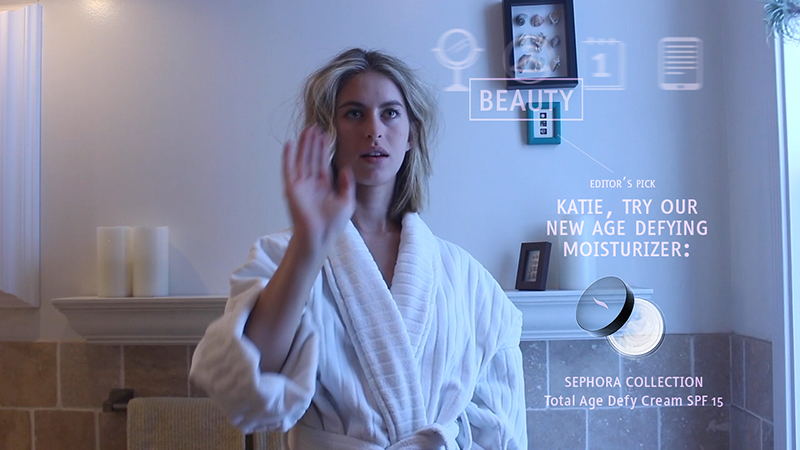 1
BEAUTY
EDITOR'S PICK
KATIE, TRY OUR
NEW AGE DEFYING
MOISTURIZER:
SEPHORA COLLECTION
Total Age Defy Cream SPF 15